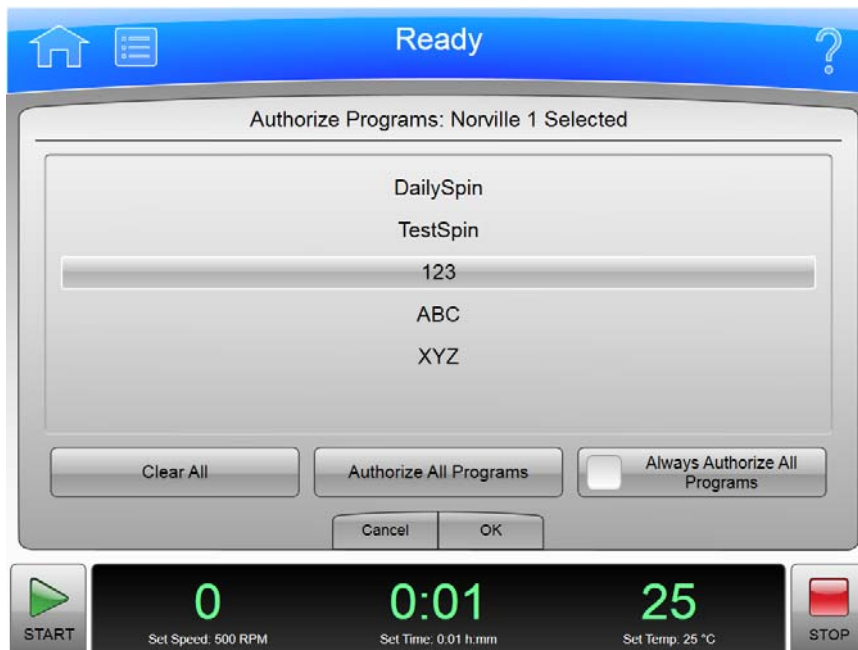 Ready
?
Authorize Programs: Norville 1 Selected
DailySpin
TestSpin
123
ABC
XYZ
Clear All
Authorize All Programs
Always Authorize All
Programs
Cancel
OK
START
0
0:01
25
Set Speed: 500 RPM
Set Time: 0:01 h:mm
Set Temp: 25 °C
STOP